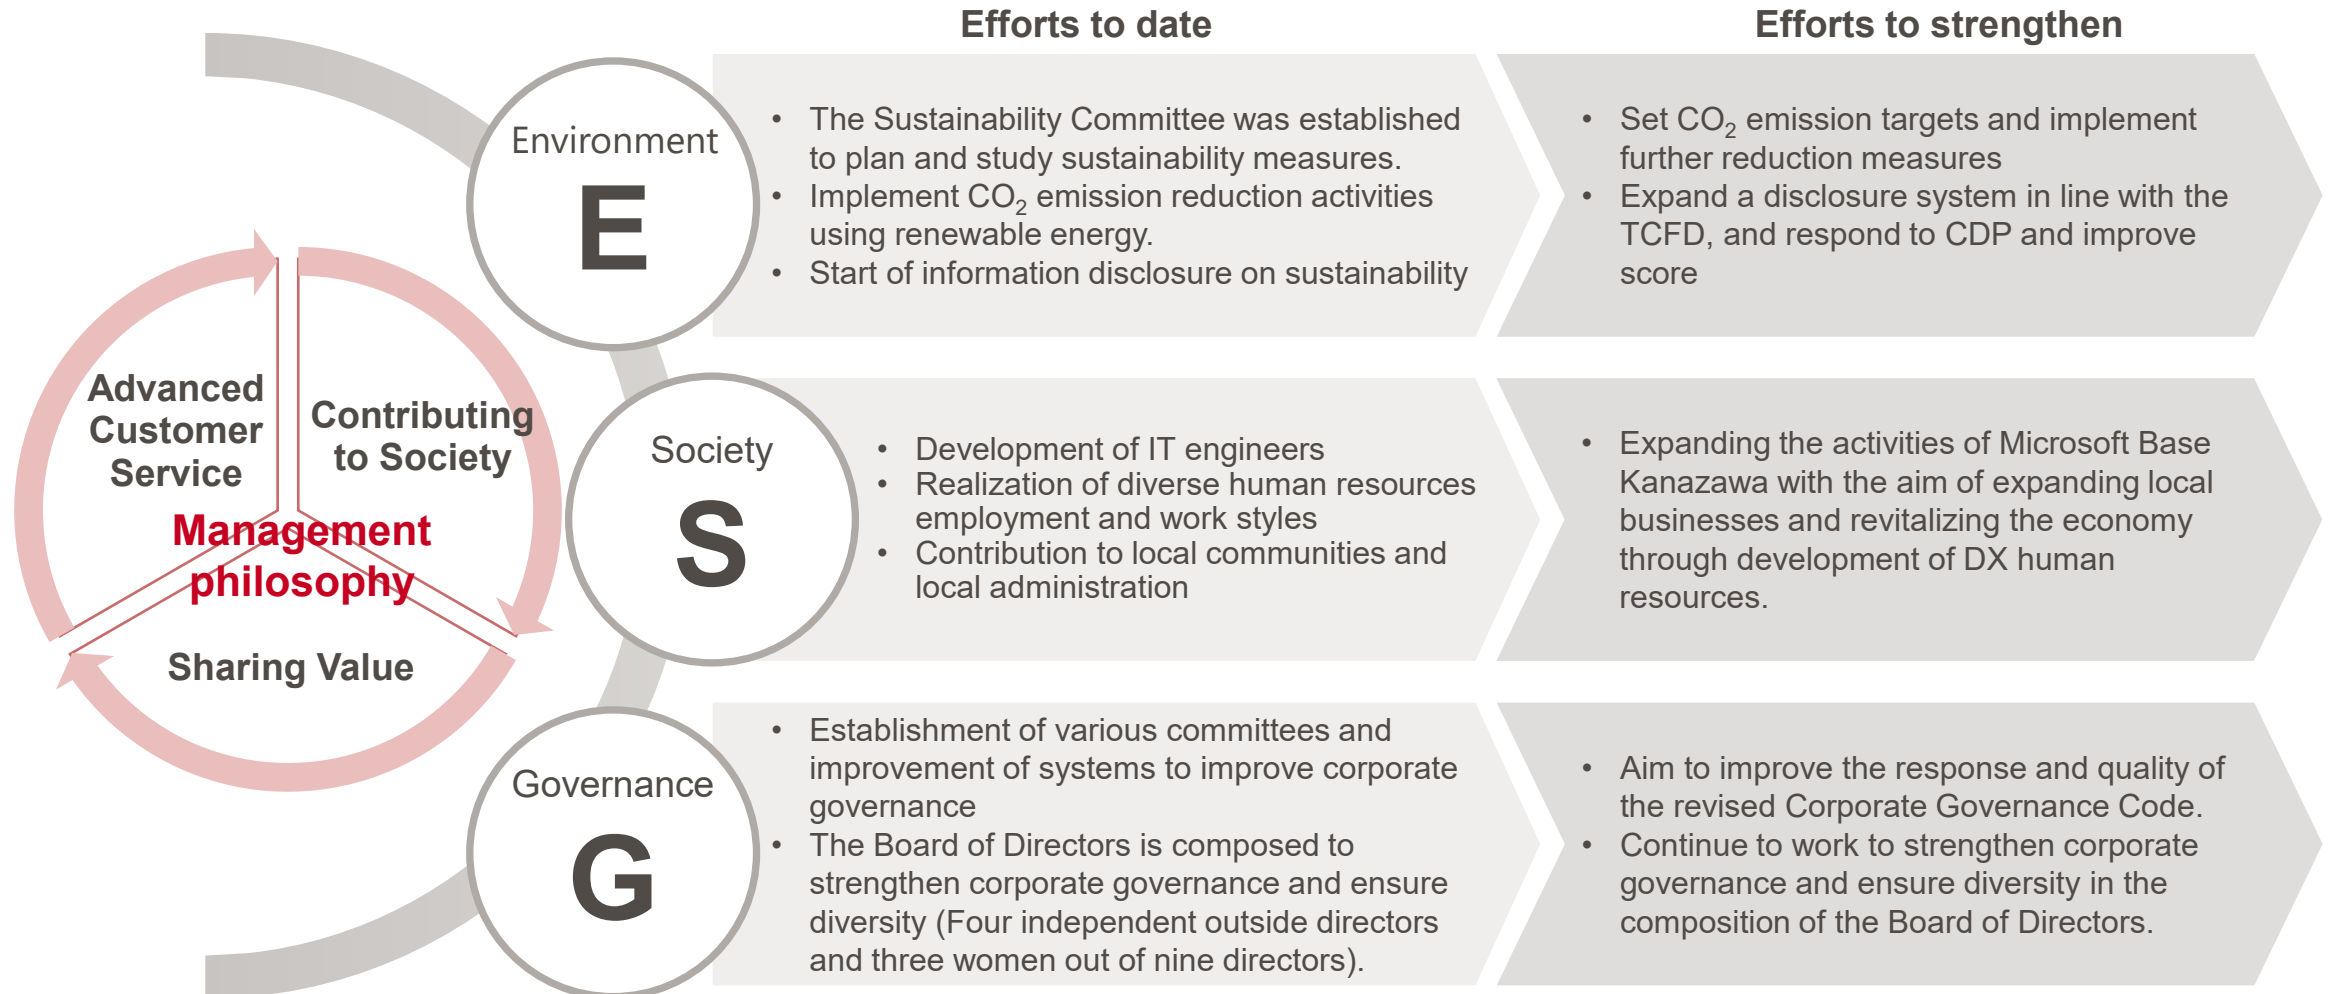 Efforts to date
Efforts to strengthen
Environment
E
• The Sustainability Committee was established
to plan and study sustainability measures.
• Implement CO₂ emission reduction activities
using renewable energy.
• Start of information disclosure on sustainability
• Set CO₂ emission targets and implement
further reduction measures
• Expand a disclosure system in line with the
TCFD, and respond to CDP and improve
score
Advanced
Customer
Service
Contributing
to Society
Management
philosophy
Sharing Value
Society
S
• Development of IT engineers
• Realization of diverse human resources
employment and work styles
• Contribution to local communities and
local administration
• Expanding the activities of Microsoft Base
Kanazawa with the aim of expanding local
businesses and revitalizing the economy
through development of DX human
resources.
Governance
G
• Establishment of various committees and
improvement of systems to improve corporate
governance
• The Board of Directors is composed to
strengthen corporate governance and ensure
diversity (Four independent outside directors
and three women out of nine directors).
• Aim to improve the response and quality of
the revised Corporate Governance Code.
• Continue to work to strengthen corporate
governance and ensure diversity in the
composition of the Board of Directors.